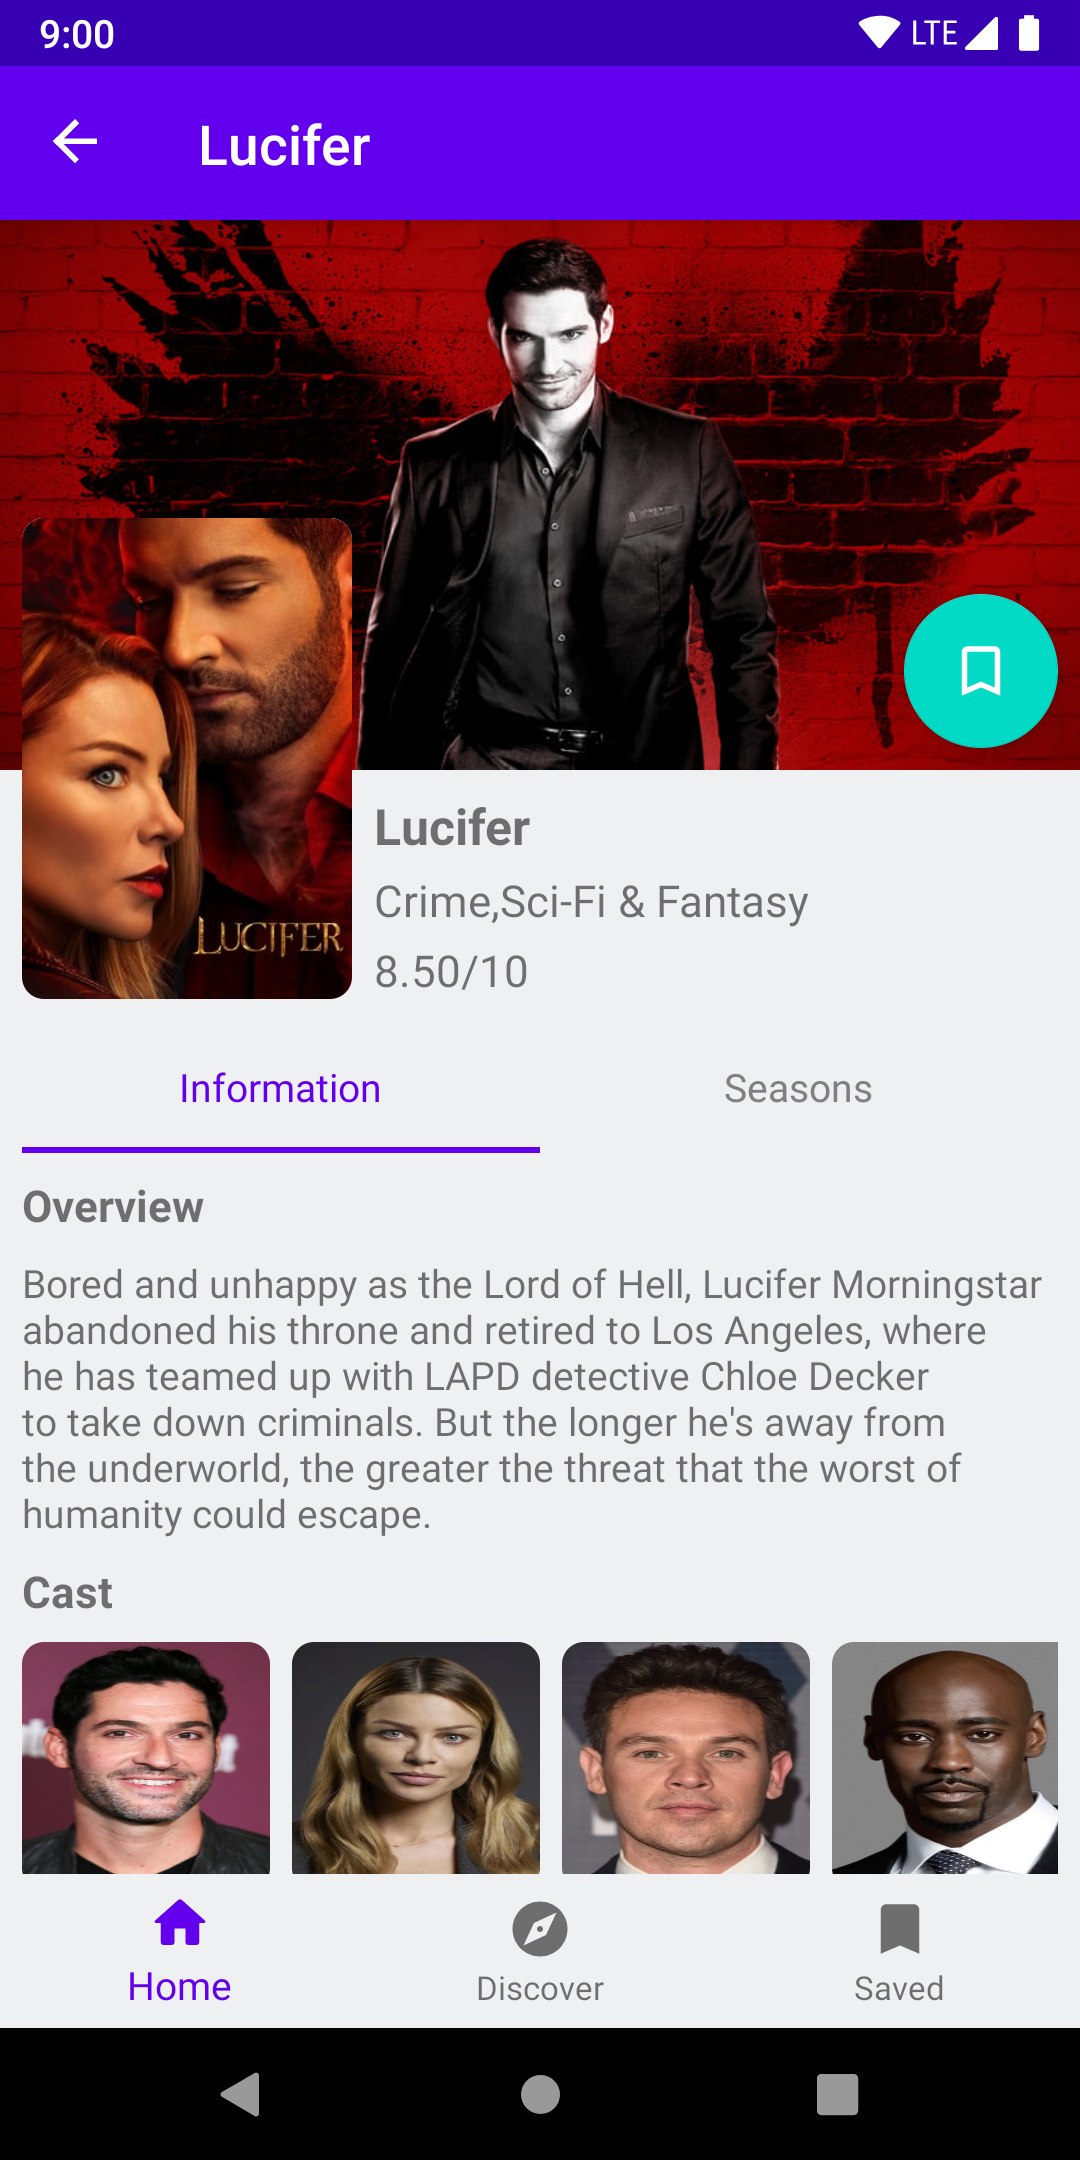 9:00
LTE
Lucifer
LUCIFER
Lucifer
Crime,Sci-Fi & Fantasy
8.50/10
Information
Seasons
Overview
Bored and unhappy as the Lord of Hell, Lucifer Morningstar
abandoned his throne and retired to Los Angeles, where
he has teamed up with LAPD detective Chloe Decker
to take down criminals. But the longer he's away from
the underworld, the greater the threat that the worst of
humanity could escape.
Cast
Home
Discover
Saved